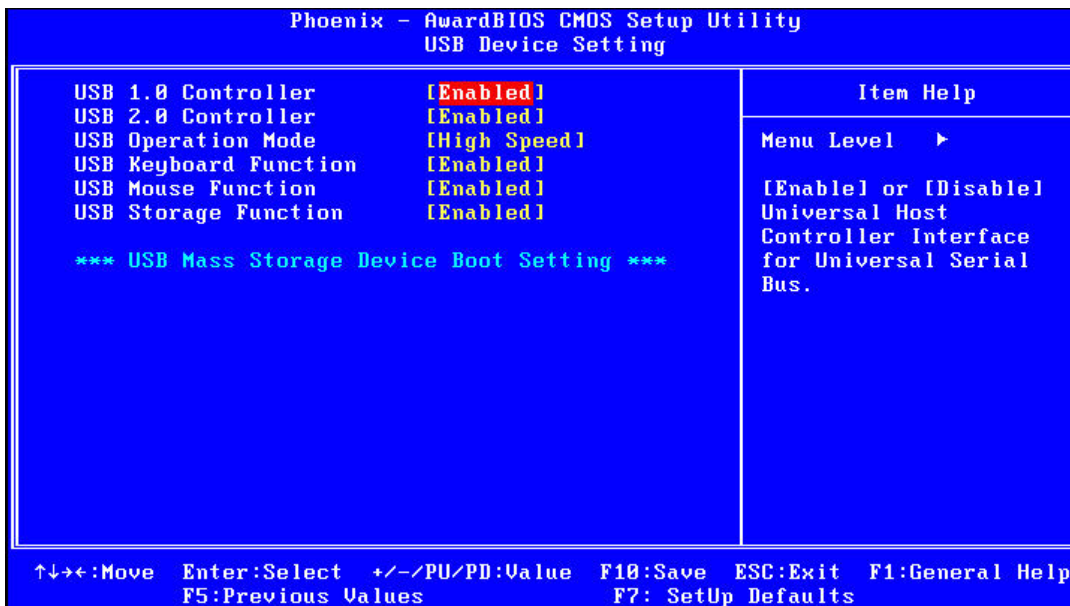 Phoenix - AwardBIOS CMOS Setup Utility
USB Device Setting
USB 1.0 Controller [Enabled]
USB 2.0 Controller [Enabled]
USB Operation Mode [High Speed]
USB Keyboard Function [Enabled]
USB Mouse Function [Enabled]
USB Storage Function [Enabled]
*** USB Mass Storage Device Boot Setting ***
Item Help
Menu Level ►
[Enable] or [Disable]
Universal Host
Controller Interface
for Universal Serial
Bus.
↑↓→←:Move Enter:Select +/-/PU/PD:Value F10:Save ESC:Exit F1:General Help
F5:Previous Values F7: SetUp Defaults